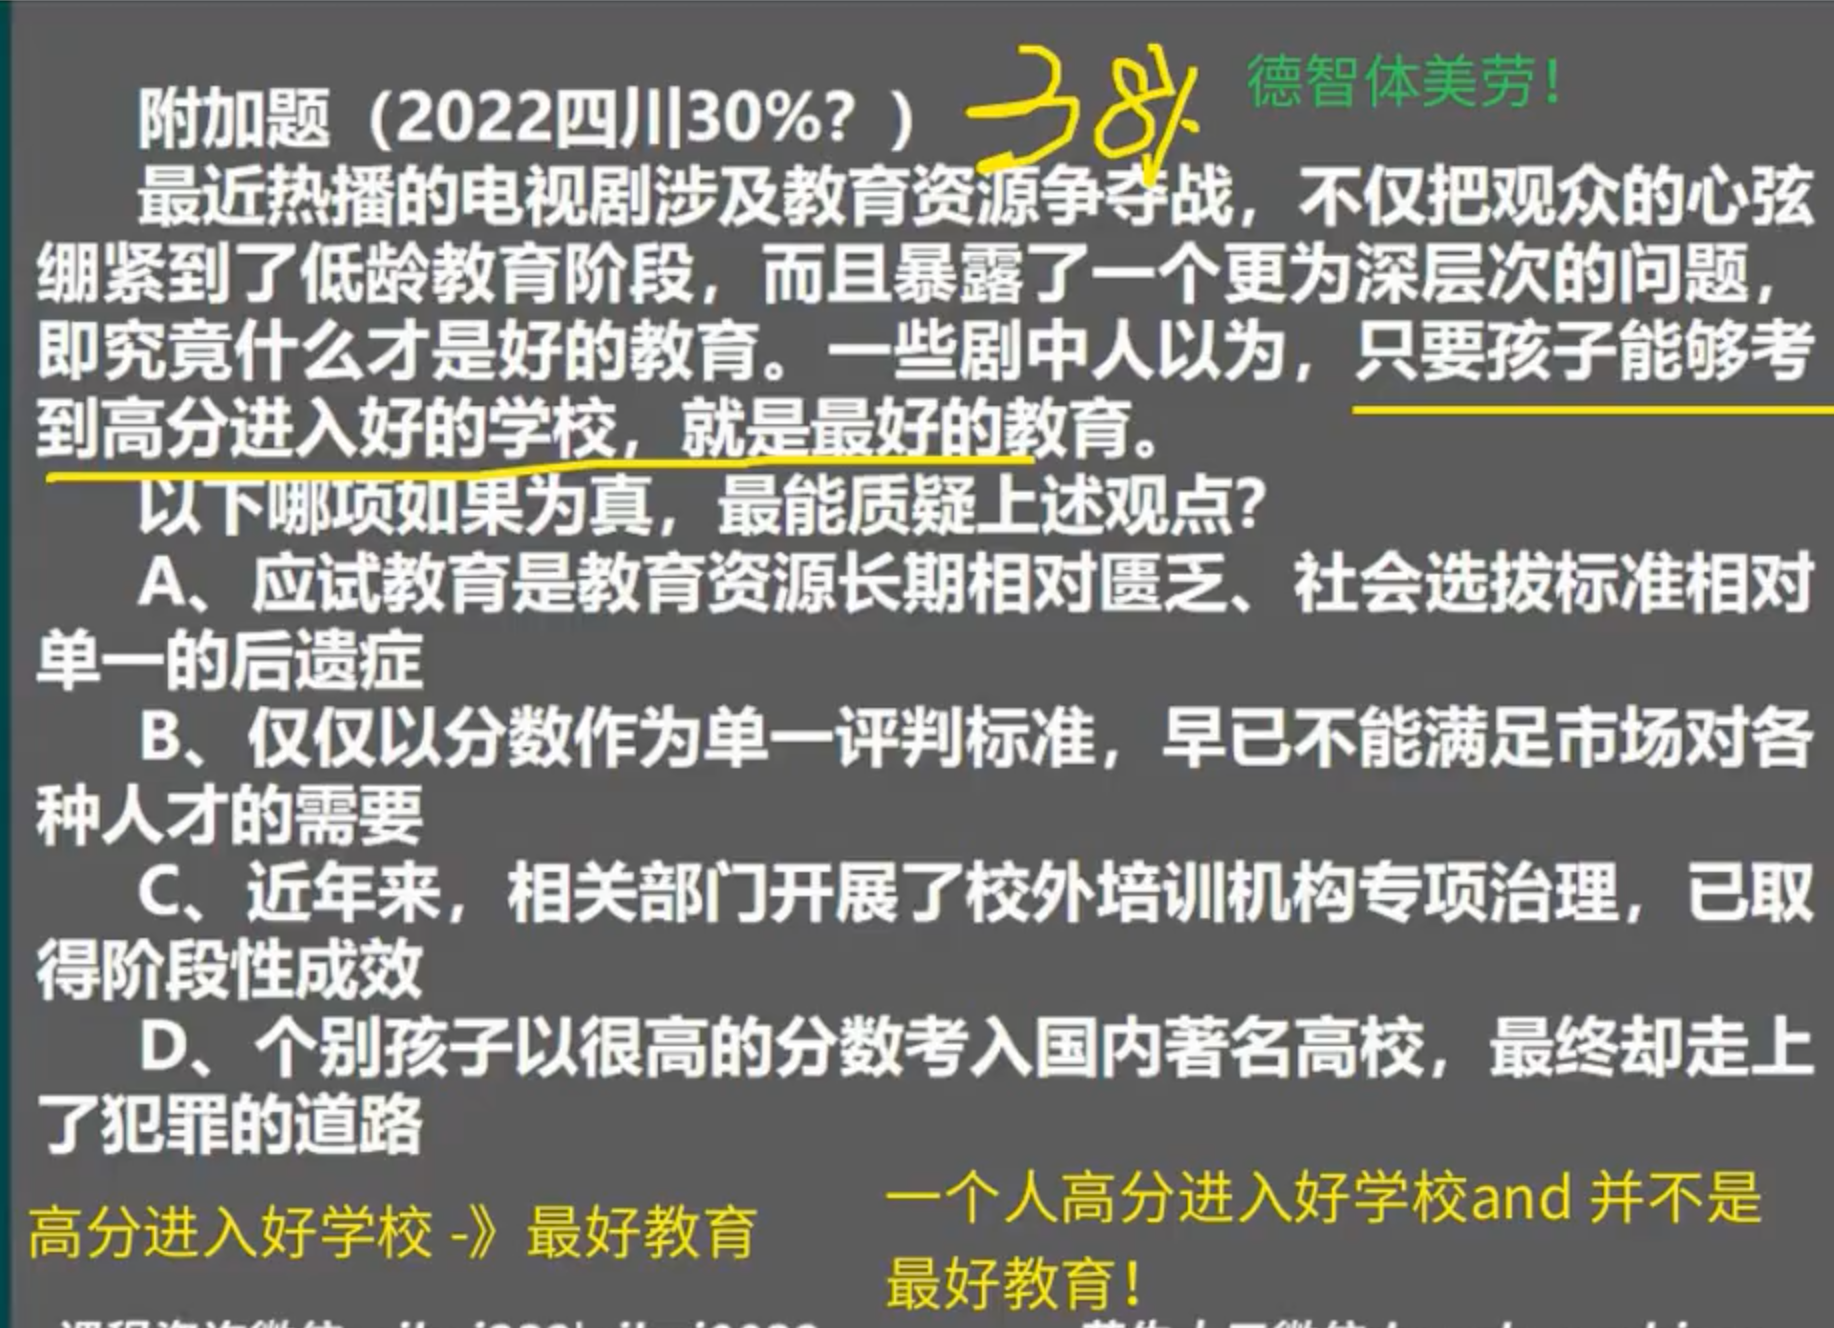 附加题（2022四川30%？） 38% 德智体美劳！
最近热播的电视剧涉及教育资源争夺战，不仅把观众的心弦
绷紧到了低龄教育阶段，而且暴露了一个更为深层次的问题，
即究竟什么才是好的教育。一些剧中人以为，只要孩子能够考
到高分进入好的学校，就是最好的教育。
以下哪项如果为真，最能质疑上述观点？
A、应试教育是教育资源长期相对匮乏、社会选拔标准相对
单一的后遗症
B、仅仅以分数作为单一评判标准，早已不能满足市场对各
种人才的需要
C、近年来，相关部门开展了校外培训机构专项治理，已取
得阶段性成效
D、个别孩子以很高的分数考入国内著名高校，最终却走上
了犯罪的道路
高分进入好学校 -》最好教育
一个人高分进入好学校and 并不是
最好教育！